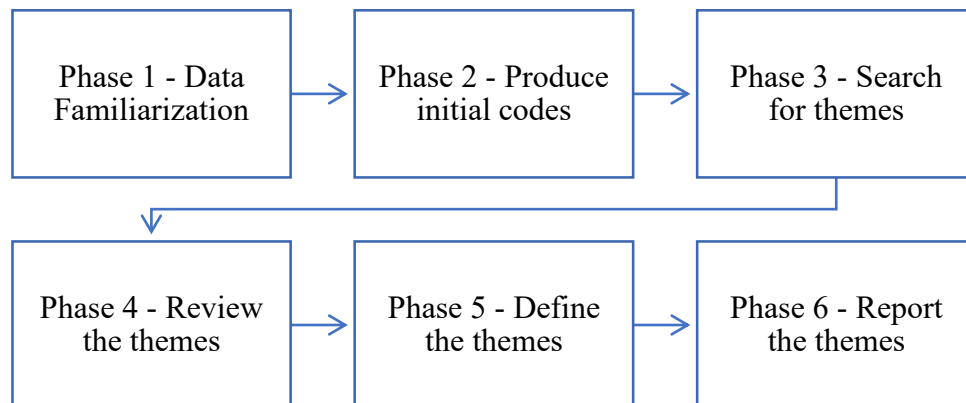 Phase 1 - Data
Familiarization
Phase 2 - Produce
initial codes
Phase 3 - Search
for themes
Phase 4 - Review
the themes
Phase 5 - Define
the themes
Phase 6 - Report
the themes